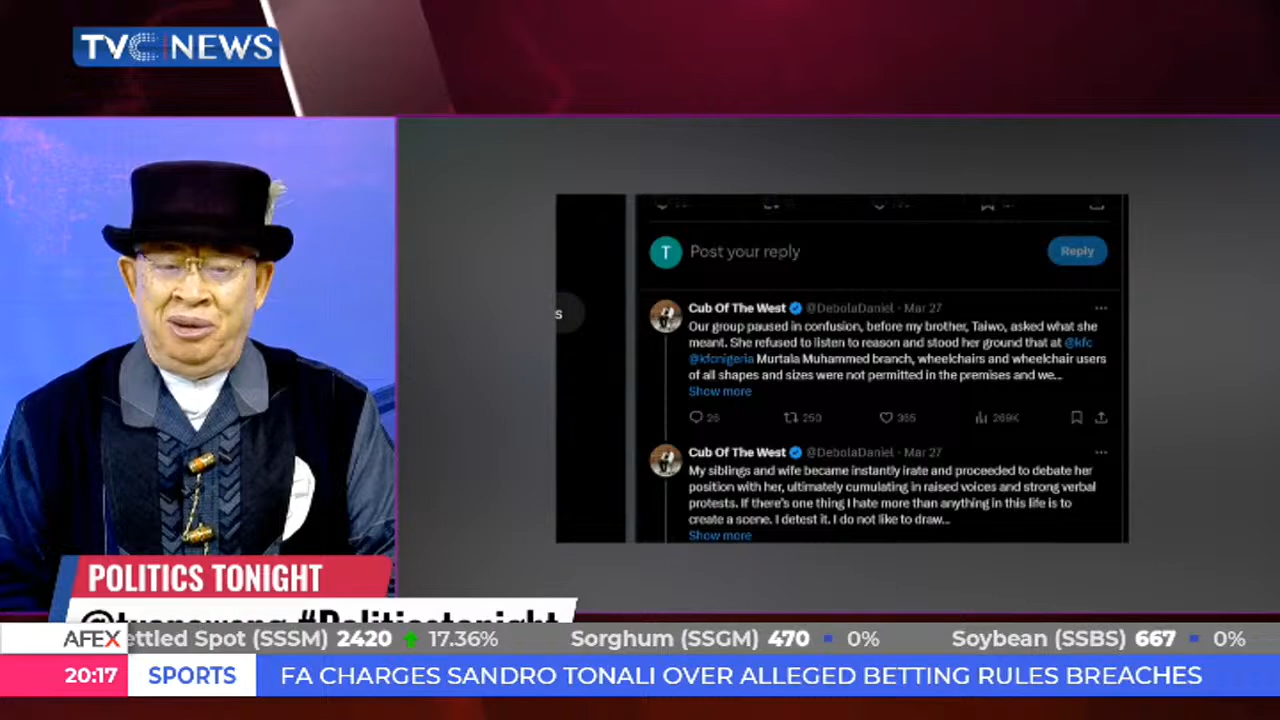 TVC NEWS
T Post your reply Reply
s
Cub Of The West @DebolaDaniel · Mar 27
Our group paused in confusion, before my brother, Taiwo, asked what she
meant. She refused to listen to reason and stood her ground that at @kfc
@kfcnigeria Murtala Muhammed branch, wheelchairs and wheelchair users
of all shapes and sizes were not permitted in the premises and we...
Show more
26 250 365 269K
Cub Of The West @DebolaDaniel · Mar 27
My siblings and wife became instantly irate and proceeded to debate her
position with her, ultimately cumulating in raised voices and strong verbal
protests. If there's one thing I hate more than anything in this life is to
create a scene. I detest it. I do not like to draw...
Show more
POLITICS TONIGHT
#Politicstonight
AFEX ettled Spot (SSSM) 2420 17.36% Sorghum (SSGM) 470 0% Soybean (SSBS) 667 0%
20:17 SPORTS FA CHARGES SANDRO TONALI OVER ALLEGED BETTING RULES BREACHES